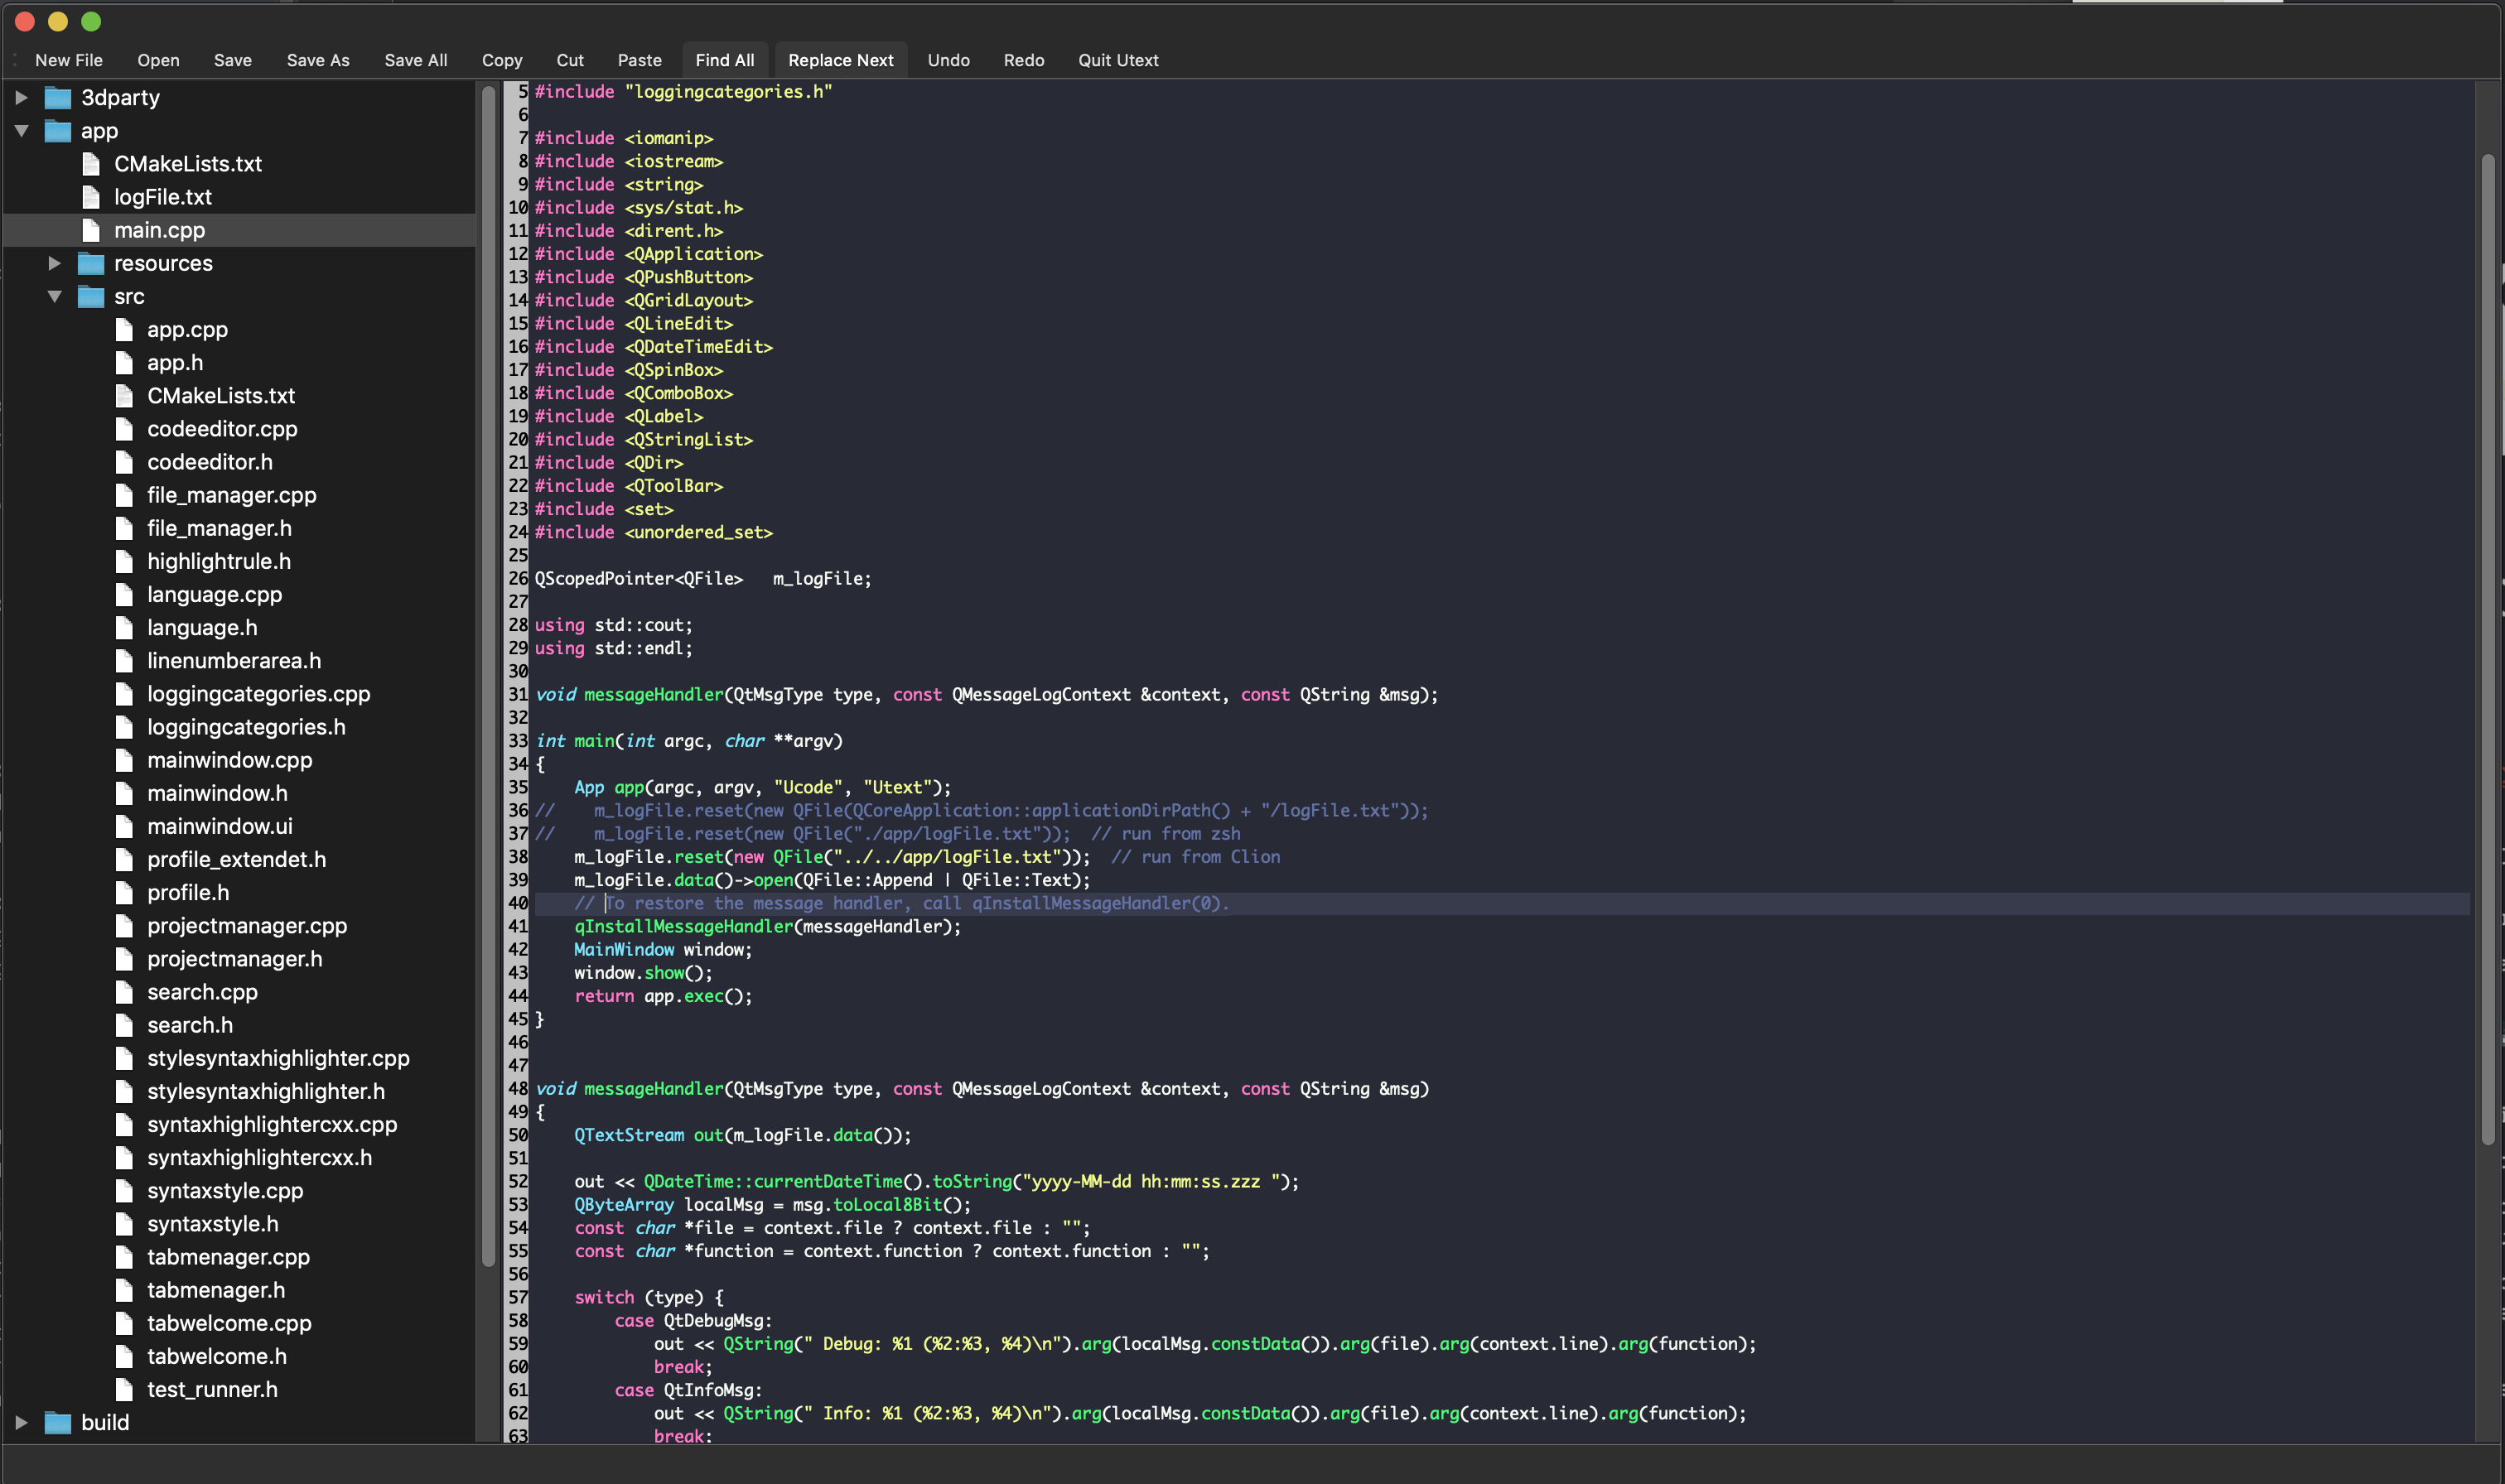 New File Open Save Save As Save All Copy Cut Paste Find All Replace Next Undo Redo Quit Utext
3dparty
app
CMakeLists.txt
logFile.txt
main.cpp
resources
src
app.cpp
app.h
CMakeLists.txt
codeeditor.cpp
codeeditor.h
file_manager.cpp
file_manager.h
highlightrule.h
language.cpp
language.h
linenumberarea.h
loggingcategories.cpp
loggingcategories.h
mainwindow.cpp
mainwindow.h
mainwindow.ui
profile_extendet.h
profile.h
projectmanager.cpp
projectmanager.h
search.cpp
search.h
stylesyntaxhighlighter.cpp
stylesyntaxhighlighter.h
syntaxhighlightercxx.cpp
syntaxhighlightercxx.h
syntaxstyle.cpp
syntaxstyle.h
tabmenager.cpp
tabmenager.h
tabwelcome.cpp
tabwelcome.h
test_runner.h
build
5 #include "loggingcategories.h"
6
7 #include <iomanip>
8 #include <iostream>
9 #include <string>
10 #include <sys/stat.h>
11 #include <dirent.h>
12 #include <QApplication>
13 #include <QPushButton>
14 #include <QGridLayout>
15 #include <QLineEdit>
16 #include <QDateTimeEdit>
17 #include <QSpinBox>
18 #include <QComboBox>
19 #include <QLabel>
20 #include <QStringList>
21 #include <QDir>
22 #include <QToolBar>
23 #include <set>
24 #include <unordered_set>
25
26 QScopedPointer<QFile>   m_logFile;
27
28 using std::cout;
29 using std::endl;
30
31 void messageHandler(QtMsgType type, const QMessageLogContext &context, const QString &msg);
32
33 int main(int argc, char **argv)
34 {
35     App app(argc, argv, "Ucode", "Utext");
36 //    m_logFile.reset(new QFile(QCoreApplication::applicationDirPath() + "/logFile.txt"));
37 //    m_logFile.reset(new QFile("./app/logFile.txt"));  // run from zsh
38     m_logFile.reset(new QFile("../../app/logFile.txt"));  // run from Clion
39     m_logFile.data()->open(QFile::Append | QFile::Text);
40     // To restore the message handler, call qInstallMessageHandler(0).
41     qInstallMessageHandler(messageHandler);
42     MainWindow window;
43     window.show();
44     return app.exec();
45 }
46
47
48 void messageHandler(QtMsgType type, const QMessageLogContext &context, const QString &msg)
49 {
50     QTextStream out(m_logFile.data());
51
52     out << QDateTime::currentDateTime().toString("yyyy-MM-dd hh:mm:ss.zzz ");
53     QByteArray localMsg = msg.toLocal8Bit();
54     const char *file = context.file ? context.file : "";
55     const char *function = context.function ? context.function : "";
56
57     switch (type) {
58         case QtDebugMsg:
59             out << QString(" Debug: %1 (%2:%3, %4)\n").arg(localMsg.constData()).arg(file).arg(context.line).arg(function);
60             break;
61         case QtInfoMsg:
62             out << QString(" Info: %1 (%2:%3, %4)\n").arg(localMsg.constData()).arg(file).arg(context.line).arg(function);
63             break;